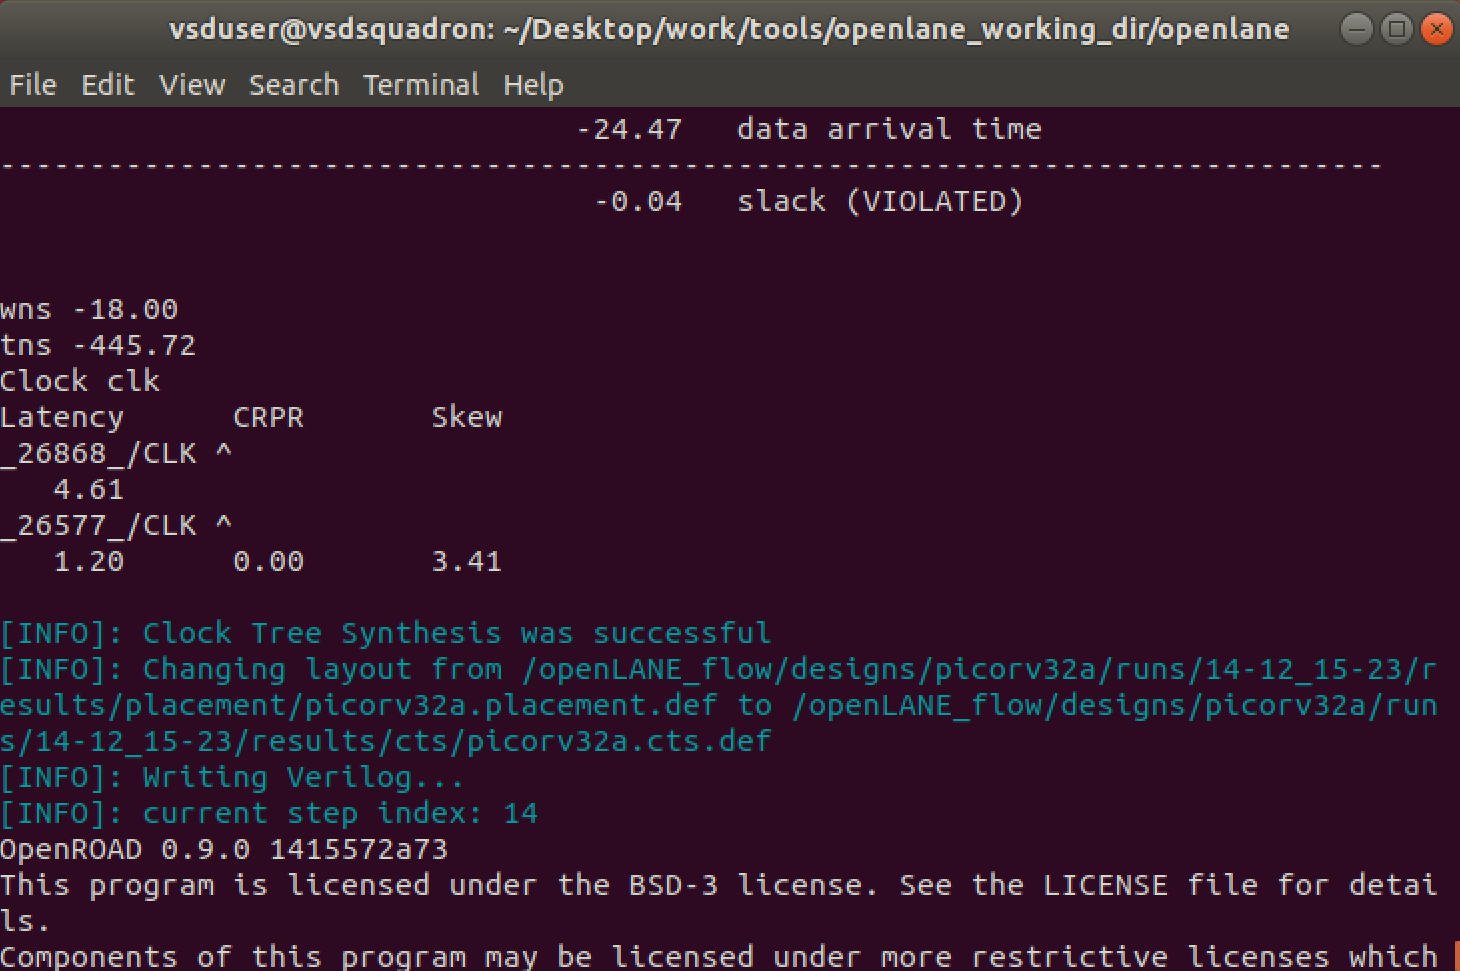 vsduser@vsdsquadron: ~/Desktop/work/tools/openlane_working_dir/openlane
File Edit View Search Terminal Help
-24.47 data arrival time
-----------------------------------------------------------------------------
-0.04 slack (VIOLATED)
wns -18.00
tns -445.72
Clock clk
Latency CRPR Skew
_26868_/CLK ^
4.61
_26577_/CLK ^
1.20 0.00 3.41
[INFO]: Clock Tree Synthesis was successful
[INFO]: Changing layout from /openLANE_flow/designs/picorv32a/runs/14-12_15-23/r
esults/placement/picorv32a.placement.def to /openLANE_flow/designs/picorv32a/run
s/14-12_15-23/results/cts/picorv32a.cts.def
[INFO]: Writing Verilog...
[INFO]: current step index: 14
OpenROAD 0.9.0 1415572a73
This program is licensed under the BSD-3 license. See the LICENSE file for detai
ls.
Components of this program may be licensed under more restrictive licenses which